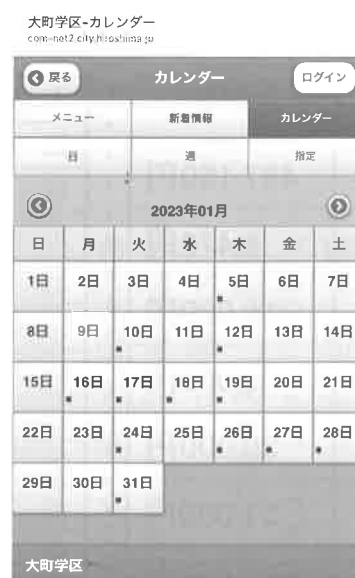 大町学区-カレンダー
com-net2.city.hiroshima.jp
戻る カレンダー ログイン
メニュー 新着情報 カレンダー
日 週 指定
2023年01月
日 月 火 水 木 金 土
1日 2日 3日 4日 5日 6日 7日
8日 9日 10日 11日 12日 13日 14日
15日 16日 17日 18日 19日 20日 21日
22日 23日 24日 25日 26日 27日 28日
29日 30日 31日
大町学区